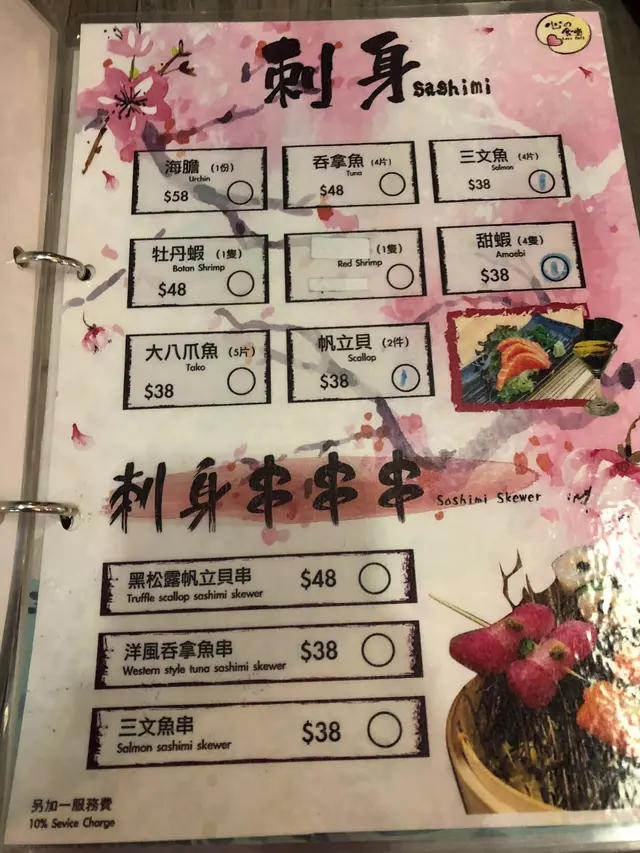 心の食堂
刺身 sashimi
海膽 (1份)
Urchin
$58
吞拿魚 (4片)
Tuna
$48
三文魚 (4片)
Salmon
$38
牡丹蝦 (1隻)
Botan Shrimp
$48
(1隻)
Red Shrimp
甜蝦 (4隻)
Amaebi
$38
大八爪魚 (5片)
Tako
$38
帆立貝 (2件)
Scallop
$38
刺身串串串 Sashimi Skewer
黑松露帆立貝串 $48
Truffle scallop sashimi skewer
洋風吞拿魚串 $38
Western style tuna sashimi skewer
三文魚串 $38
Salmon sashimi skewer
另加一服務費
10% Sevice Charge